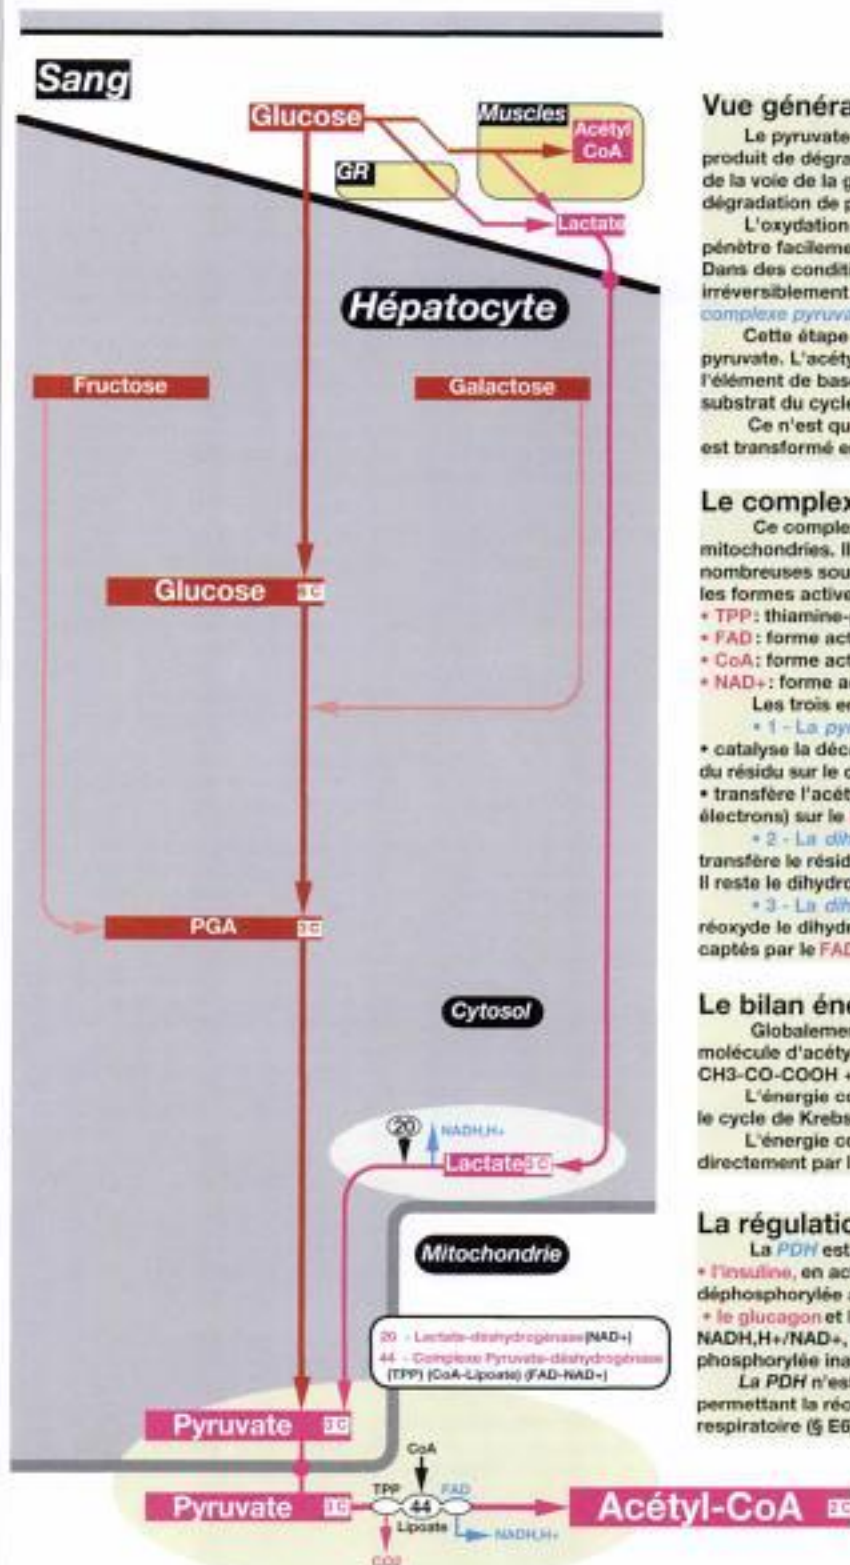 Sang
Glucose
Muscles
Acétyl
CoA
GR
Lactate
Hépatocyte
Fructose
Galactose
Glucose
PGA
3 C
Cytosol
20
NADH,H+
Lactate
Mitochondrie
20 - Lactate-déshydrogénase (NAD+)
44 - Complexe Pyruvate-déshydrogénase
(TPP) (CoA-Lipoate) (FAD-NAD+)
Pyruvate
3 C
CoA
Pyruvate
3 C
TPP
44
FAD
Lipoate
NADH,H+
CO2
Acétyl-CoA
Vue généra
Le pyruvate
produit de dégra
de la voie de la g
dégradation de p
L'oxydation
pénètre facileme
Dans des conditi
irréversiblement
complexe pyruva
Cette étape
pyruvate. L'acéty
l'élément de base
substrat du cycle
Ce n'est qu
est transformé e
Le complex
Ce comple
mitochondries. Il
nombreuses sou
les formes active
• TPP: thiamine-
• FAD: forme act
• CoA: forme act
• NAD+: forme a
Les trois e
• 1 - La pyr
• catalyse la déc
du résidu sur le c
• transfère l'acét
électrons) sur le
• 2 - La dih
transfère le résid
Il reste le dihydro
• 3 - La dih
réoxyde le dihyd
captés par le FAD
Le bilan éne
Globaleme
molécule d'acéty
CH3-CO-COOH +
L'énergie c
le cycle de Krebs
L'énergie c
directement par l
La régulatio
La PDH est
• l'insuline, en ac
déphosphorylée a
• le glucagon et l
NADH,H+/NAD+,
phosphorylée ina
La PDH n'es
permettant la réo
respiratoire (§ E6